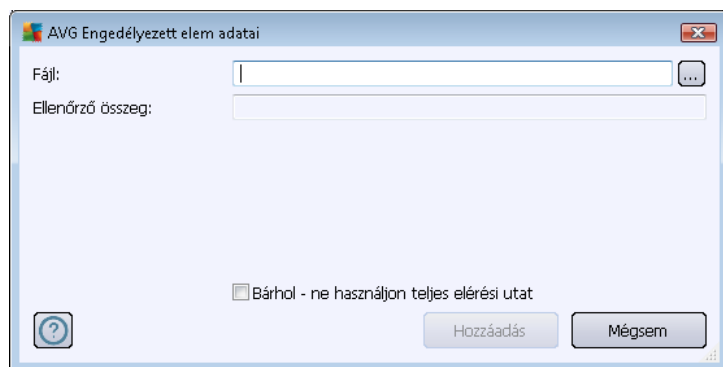 AVG Engedélyezett elem adatai
Fájl:
...
Ellenőrző összeg:
Bárhol - ne használjon teljes elérési utat
?
Hozzáadás
Mégsem